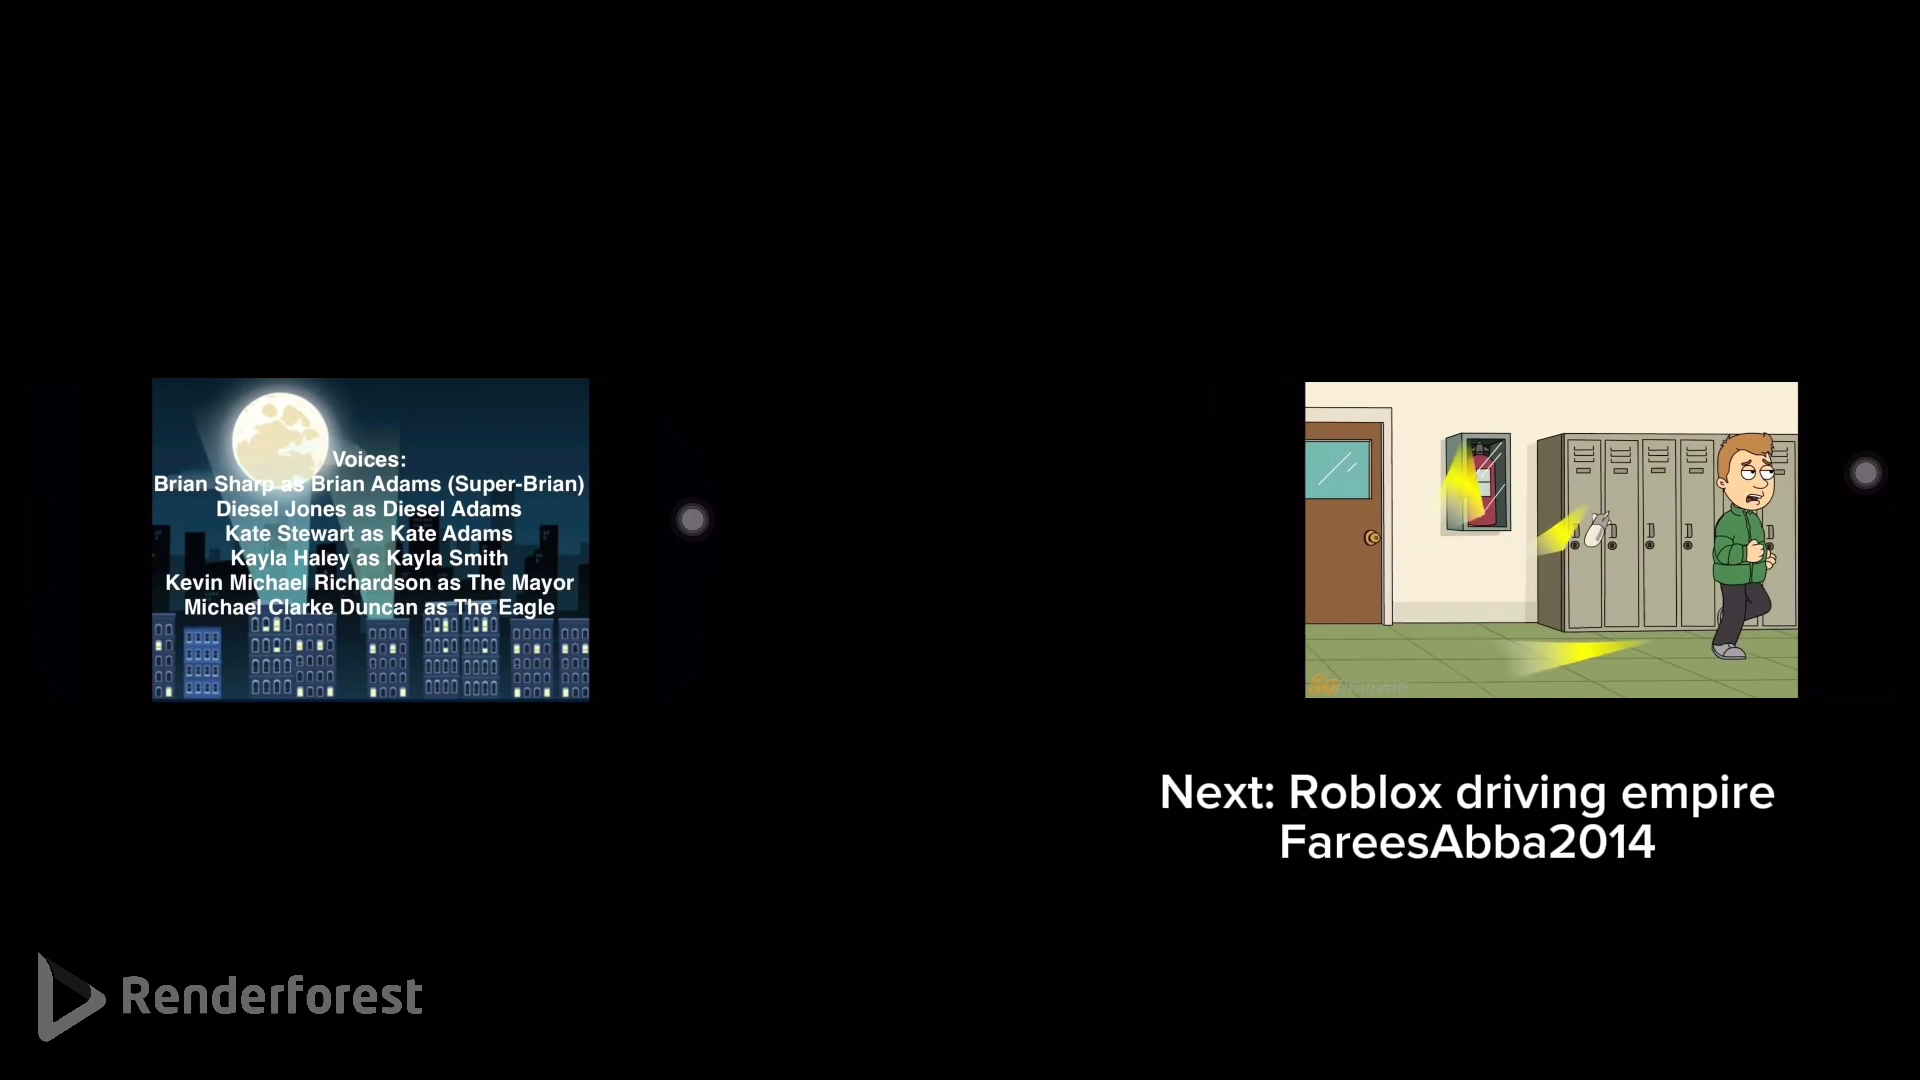 Voices:
Brian Sharp as Brian Adams (Super-Brian)
Diesel Jones as Diesel Adams
Kate Stewart as Kate Adams
Kayla Haley as Kayla Smith
Kevin Michael Richardson as The Mayor
Michael Clarke Duncan as The Eagle
Next: Roblox driving empire
FareesAbba2014
Renderforest